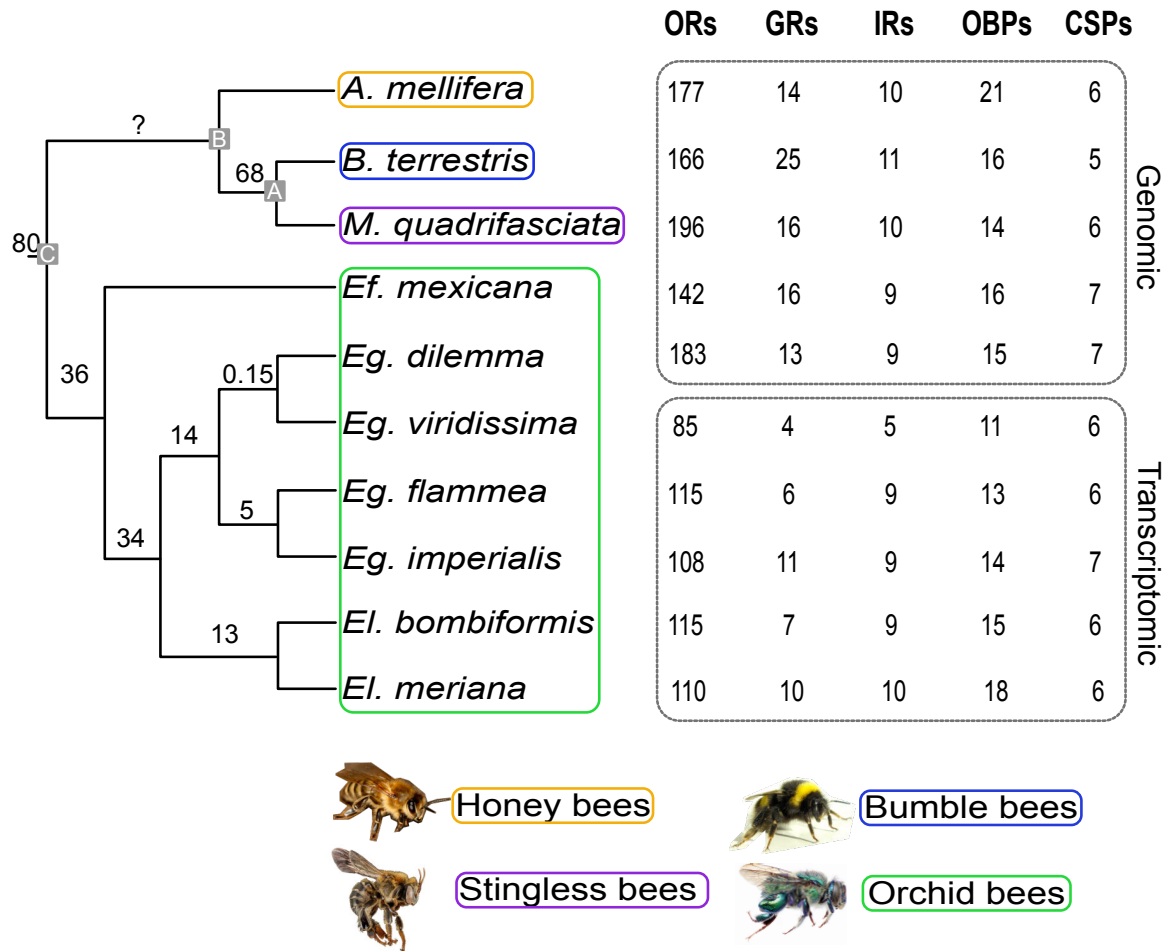 ORs GRs IRs OBPs CSPs
A. mellifera 177 14 10 21 6
?
B
B. terrestris 166 25 11 16 5
68 A
M. quadrifasciata 196 16 10 14 6
80 C
Ef. mexicana 142 16 9 16 7
Eg. dilemma 183 13 9 15 7
36 0.15
Genomic
Eg. viridissima 85 4 5 11 6
14
Eg. flammea 115 6 9 13 6
5
34
Eg. imperialis 108 11 9 14 7
El. bombiformis 115 7 9 15 6
13
El. meriana 110 10 10 18 6
Transcriptomic
Honey bees Bumble bees
Stingless bees Orchid bees